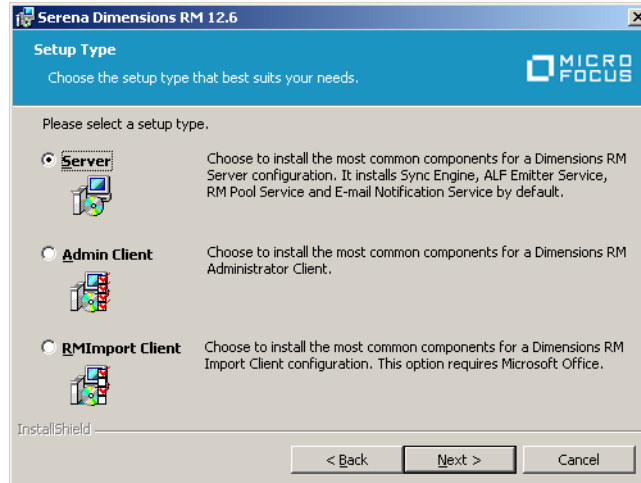 Serena Dimensions RM 12.6
Setup Type
Choose the setup type that best suits your needs.
MICRO
FOCUS
Please select a setup type.
Server
Choose to install the most common components for a Dimensions RM
Server configuration. It installs Sync Engine, ALF Emitter Service,
RM Pool Service and E-mail Notification Service by default.
Admin Client
Choose to install the most common components for a Dimensions RM
Administrator Client.
RMImport Client
Choose to install the most common components for a Dimensions RM
Import Client configuration. This option requires Microsoft Office.
InstallShield
< Back
Next >
Cancel